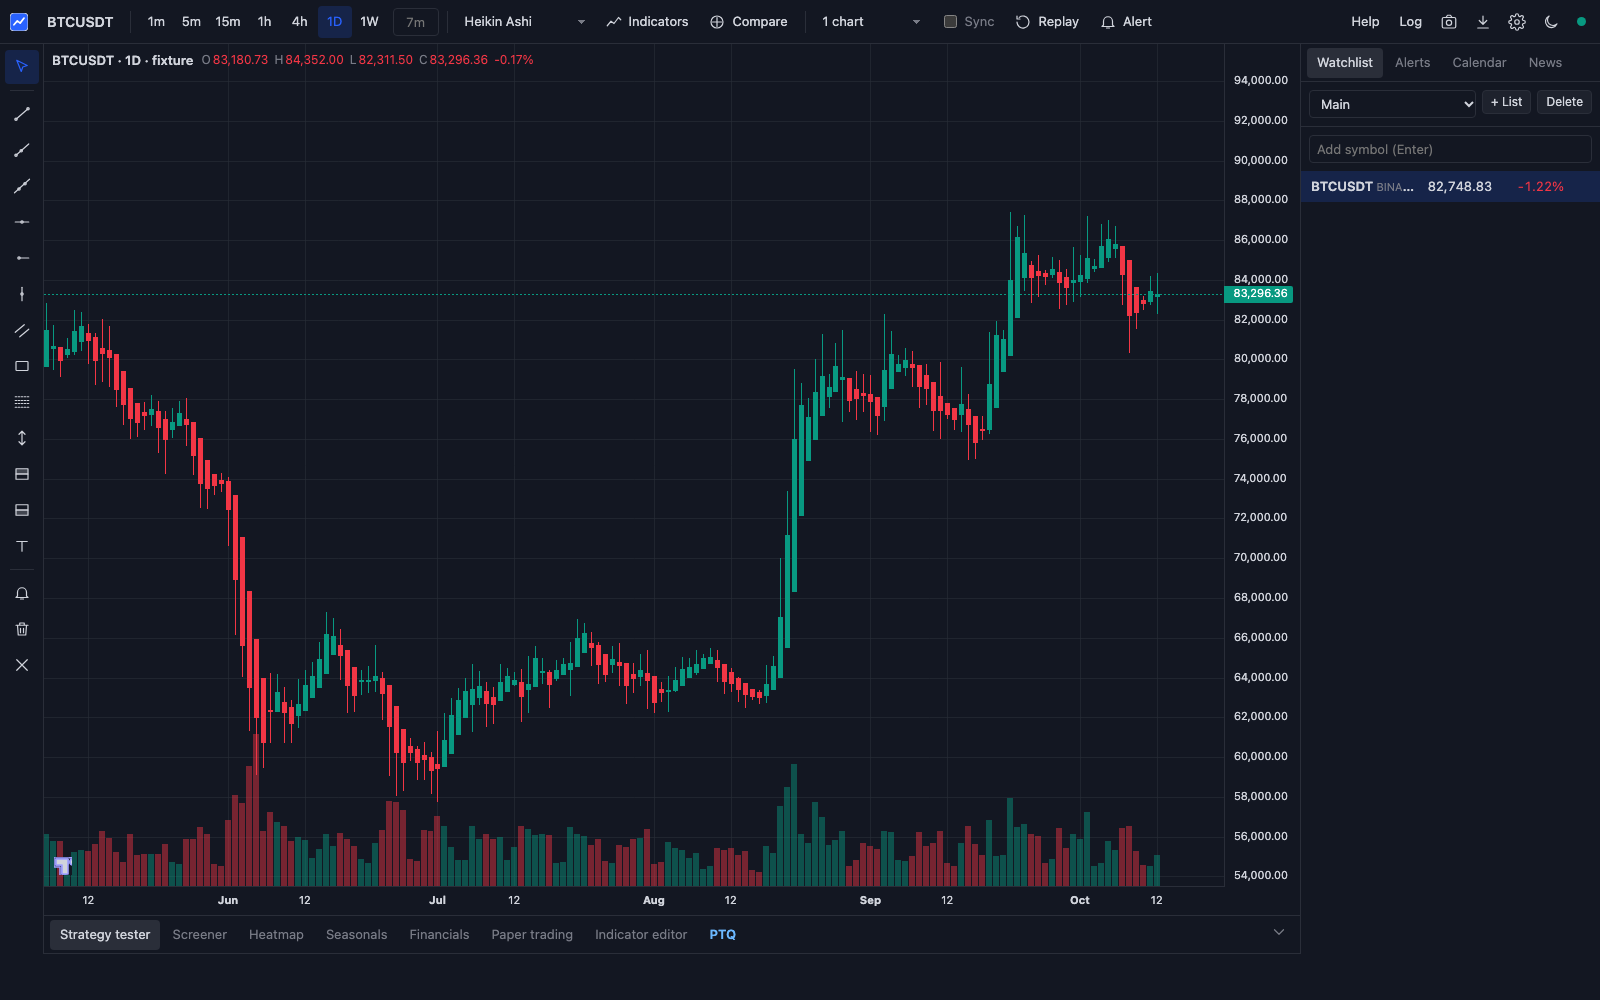 BTCUSDT 1m 5m 15m 1h 4h 1D 1W 7m Heikin Ashi Indicators Compare 1 chart Sync Replay Alert Help Log
BTCUSDT · 1D · fixture O 83,180.73 H 84,352.00 L 82,311.50 C 83,296.36 -0.17%
94,000.00
92,000.00
90,000.00
88,000.00
86,000.00
84,000.00
83,296.36
82,000.00
80,000.00
78,000.00
76,000.00
74,000.00
72,000.00
70,000.00
68,000.00
66,000.00
64,000.00
62,000.00
60,000.00
58,000.00
56,000.00
54,000.00
12 Jun 12 Jul 12 Aug 12 Sep 12 Oct 12
Strategy tester Screener Heatmap Seasonals Financials Paper trading Indicator editor PTQ
Watchlist Alerts Calendar News
Main + List Delete
Add symbol (Enter)
BTCUSDT BINA... 82,748.83 -1.22%